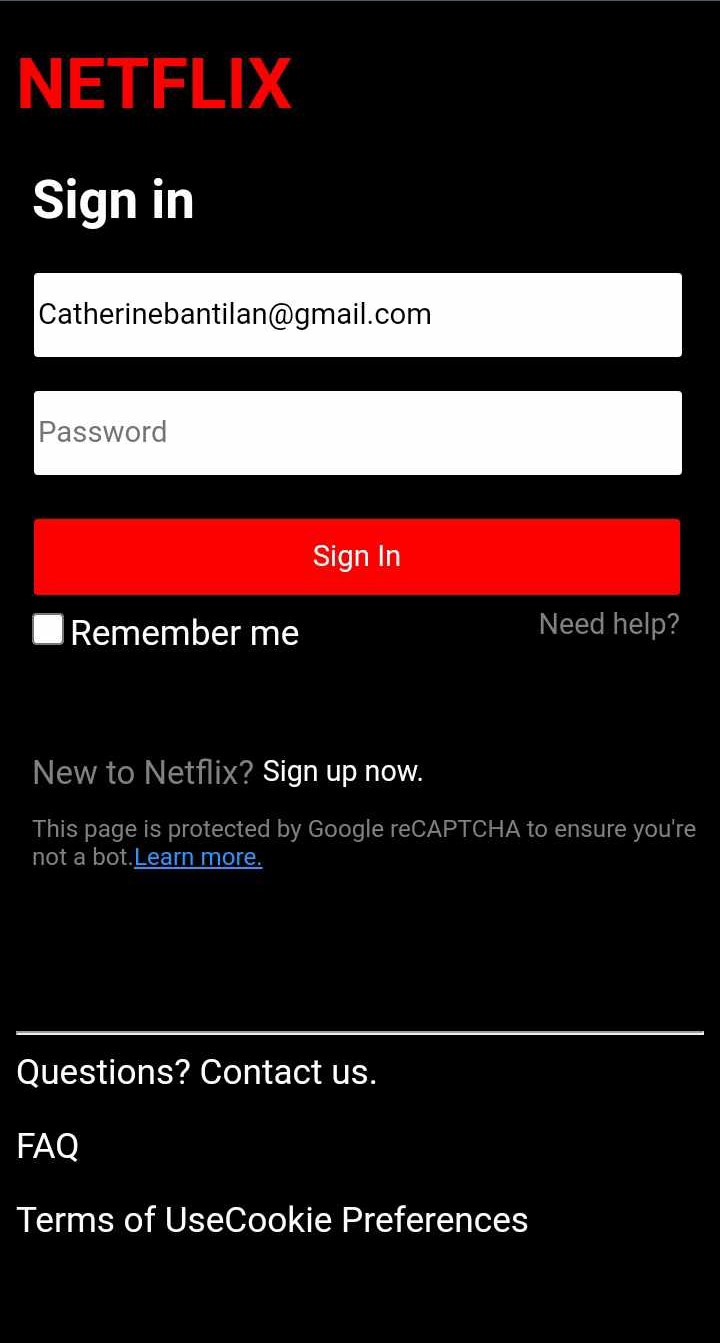 NETFLIX
Sign in
Catherinebantilan@gmail.com
Password
Sign In
Remember me
Need help?
New to Netflix? Sign up now.
This page is protected by Google reCAPTCHA to ensure you're
not a bot.Learn more.
Questions? Contact us.
FAQ
Terms of UseCookie Preferences